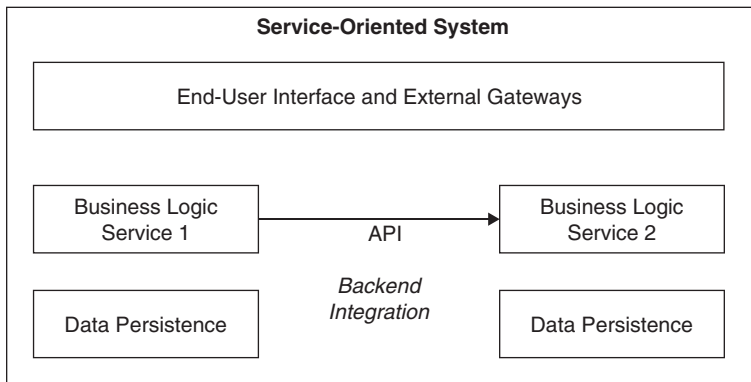 Service-Oriented System
End-User Interface and External Gateways
Business Logic
Service 1
API
Business Logic
Service 2
Backend
Integration
Data Persistence
Data Persistence